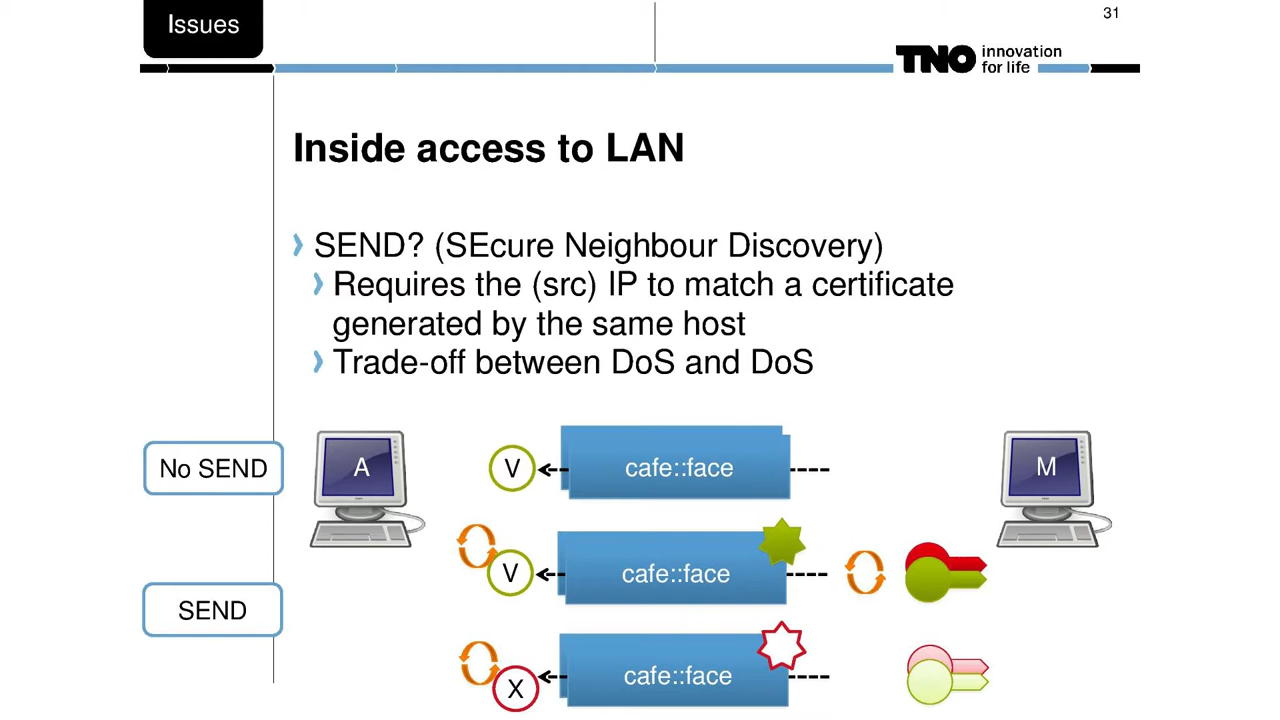 Issues
31
TNO innovation
for life
Inside access to LAN
SEND? (SEcure Neighbour Discovery)
Requires the (src) IP to match a certificate
generated by the same host
Trade-off between DoS and DoS
No SEND
A
V
cafe::face
M
V
cafe::face
SEND
X
cafe::face